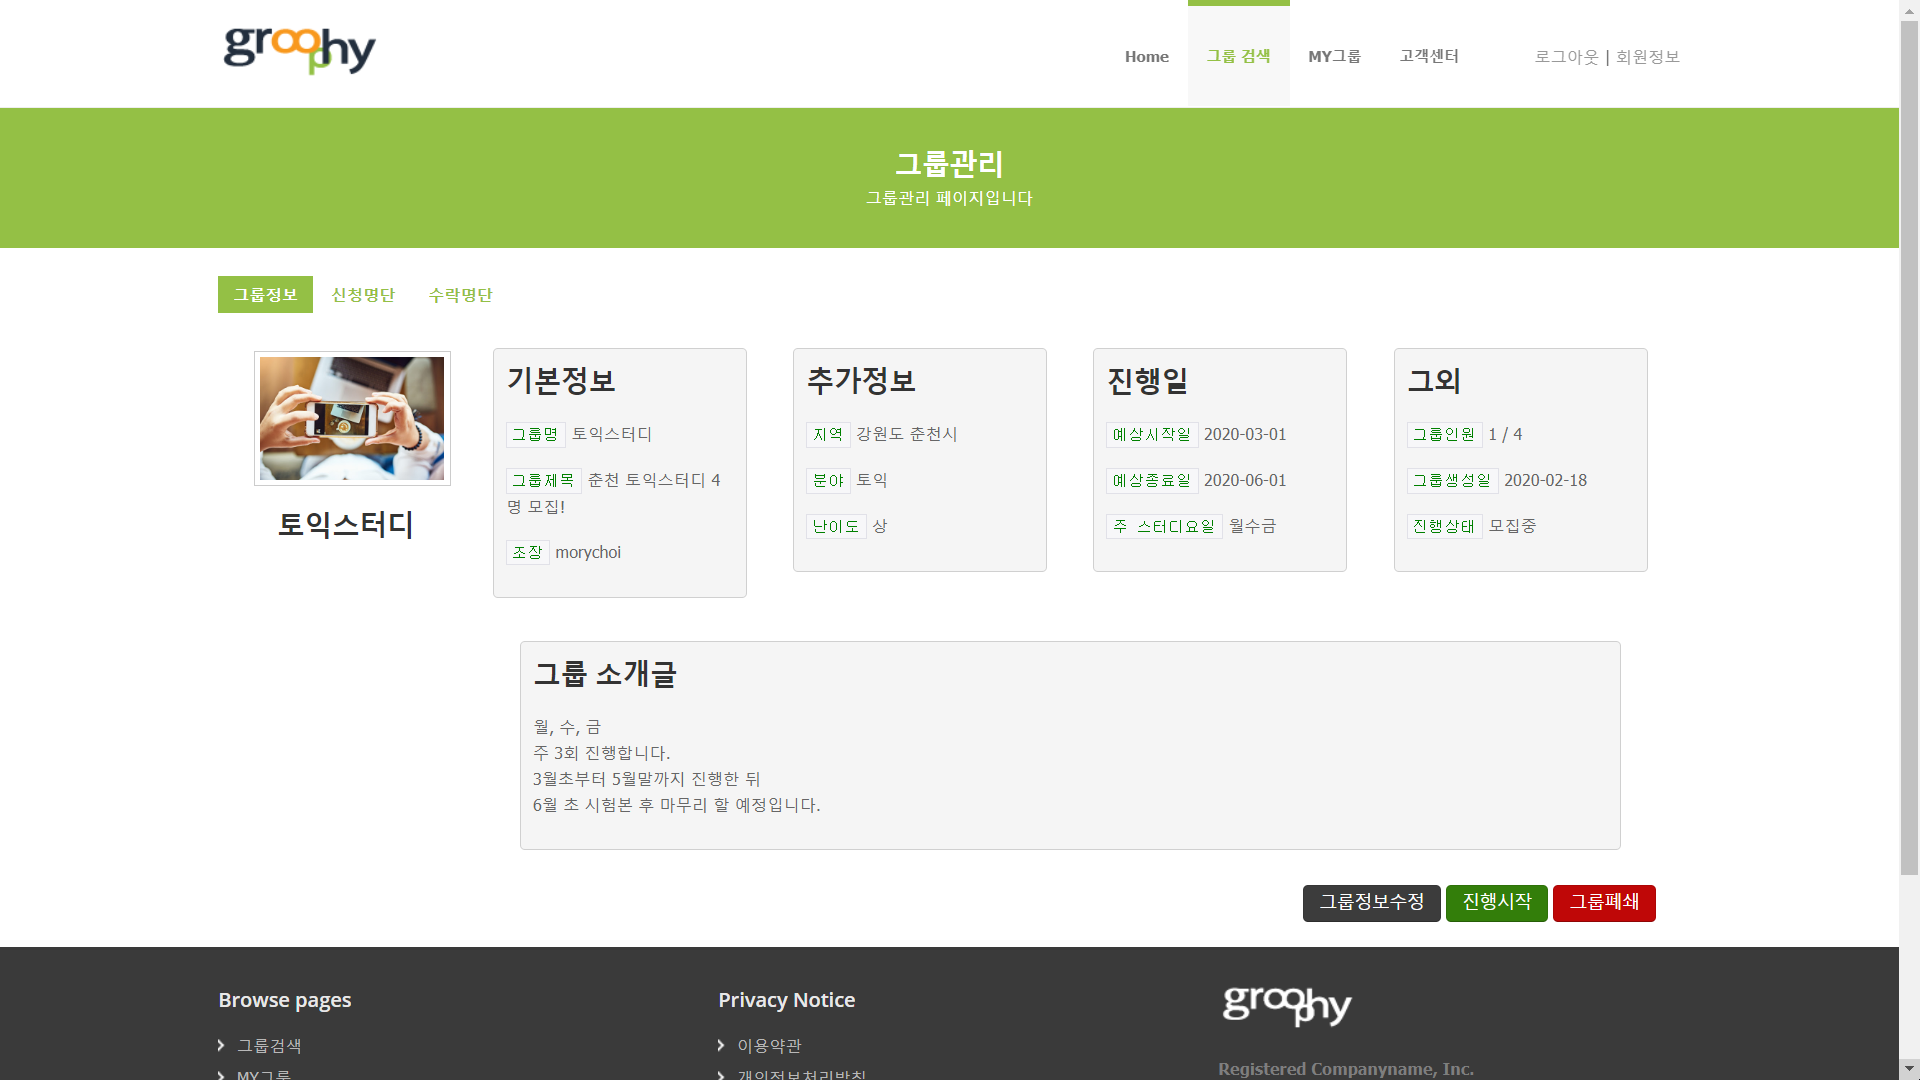 groophy
Home 그룹 검색 MY그룹 고객센터 로그아웃 | 회원정보
그룹관리
그룹관리 페이지입니다
그룹정보 신청명단 수락명단
토익스터디
기본정보
그룹명 토익스터디
그룹제목 춘천 토익스터디 4
명 모집!
조장 morychoi
추가정보
지역 강원도 춘천시
분야 토익
난이도 상
진행일
예상시작일 2020-03-01
예상종료일 2020-06-01
주 스터디요일 월수금
그외
그룹인원 1 / 4
그룹생성일 2020-02-18
진행상태 모집중
그룹 소개글
월, 수, 금
주 3회 진행합니다.
3월초부터 5월말까지 진행한 뒤
6월 초 시험본 후 마무리 할 예정입니다.
그룹정보수정 진행시작 그룹폐쇄
Browse pages
그룹검색
MY그룹
Privacy Notice
이용약관
개인정보처리방침
groophy
Registered Companyname, Inc.